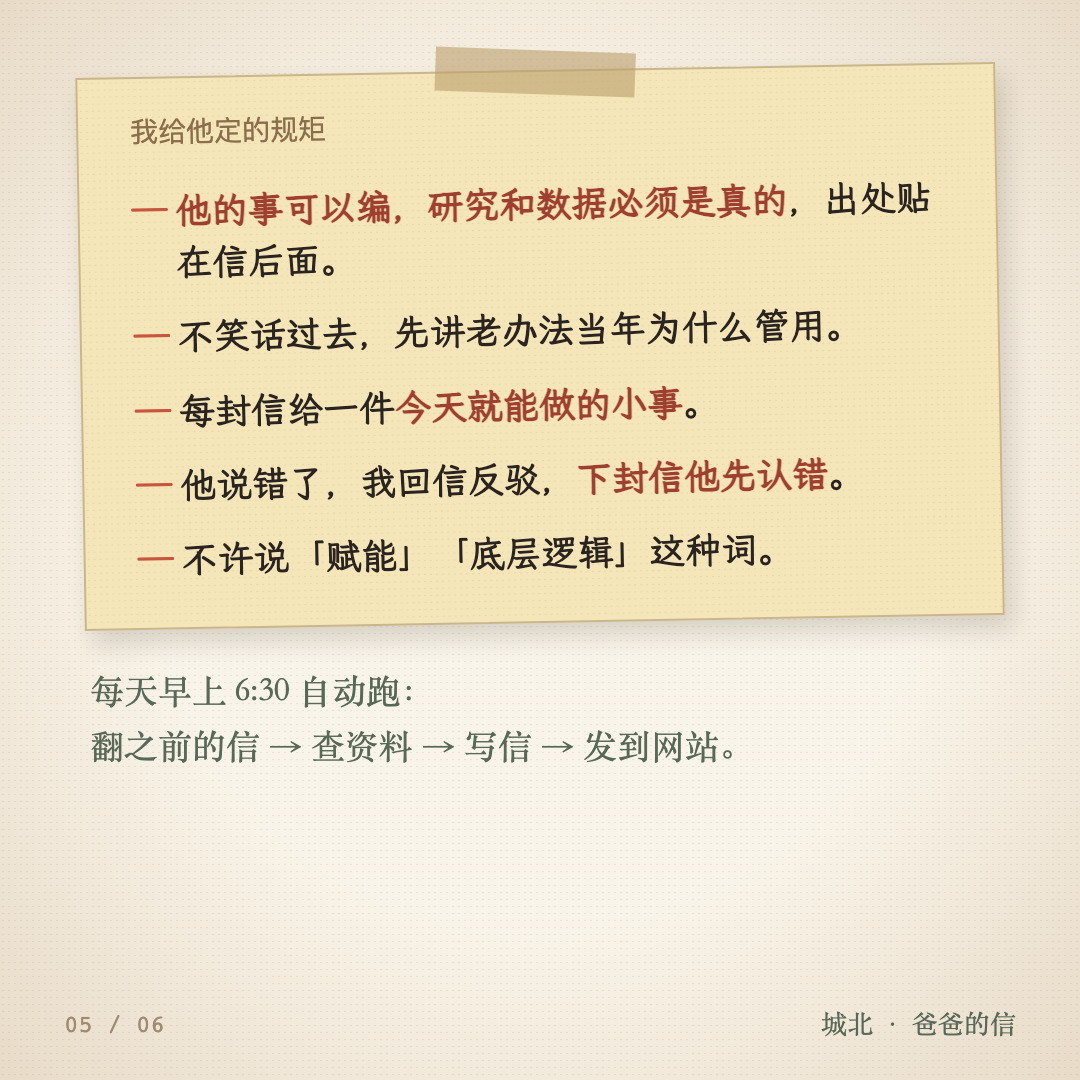 我给他定的规矩
— 他的事可以编，研究和数据必须是真的，出处贴
在信后面。
— 不笑话过去，先讲老办法当年为什么管用。
— 每封信给一件今天就能做的小事。
— 他说错了，我回信反驳，下封信他先认错。
— 不许说「赋能」「底层逻辑」这种词。
每天早上 6:30 自动跑：
翻之前的信 → 查资料 → 写信 → 发到网站。
05 / 06
城北 · 爸爸的信